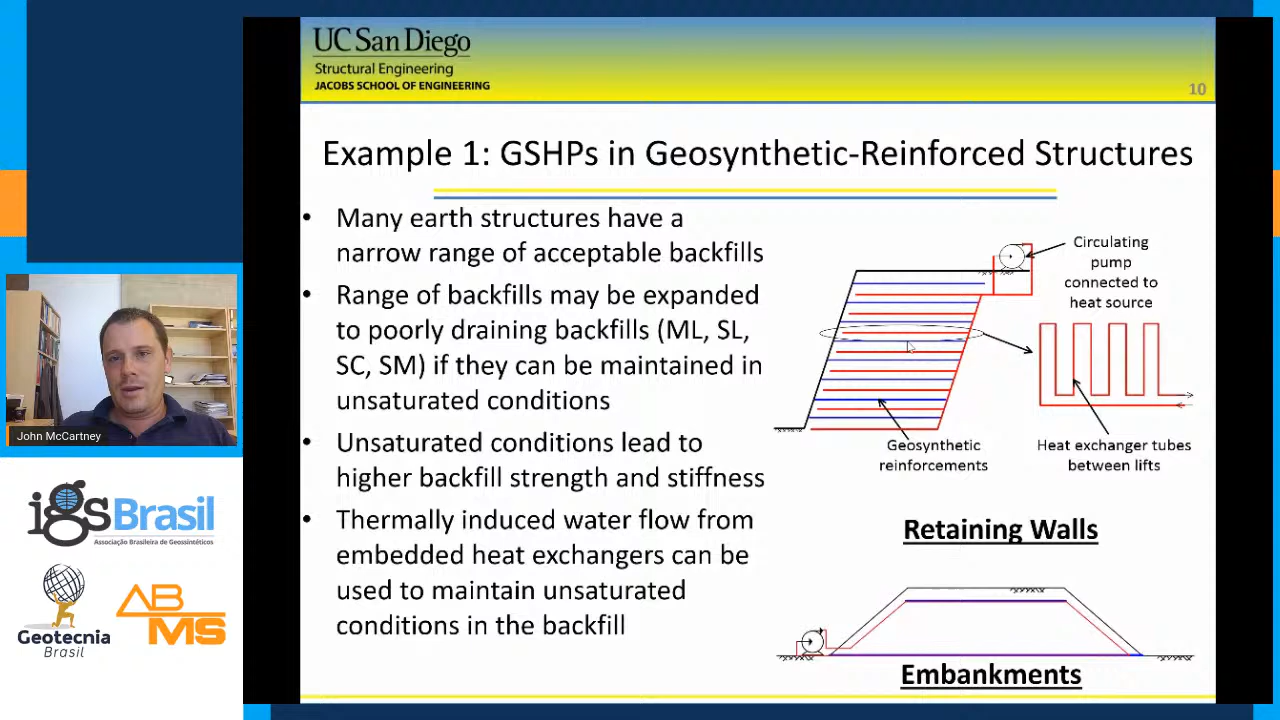 UC San Diego
Structural Engineering
JACOBS SCHOOL OF ENGINEERING
10
Example 1: GSHPs in Geosynthetic-Reinforced Structures
• Many earth structures have a
narrow range of acceptable backfills
• Range of backfills may be expanded
to poorly draining backfills (ML, SL,
SC, SM) if they can be maintained in
unsaturated conditions
• Unsaturated conditions lead to
higher backfill strength and stiffness
• Thermally induced water flow from
embedded heat exchangers can be
used to maintain unsaturated
conditions in the backfill
Circulating
pump
connected to
heat source
Geosynthetic
reinforcements
Heat exchanger tubes
between lifts
Retaining Walls
Embankments
John McCartney
igsBrasil
Associação Brasileira de Geossintéticos
Geotecnia
Brasil
ABMS